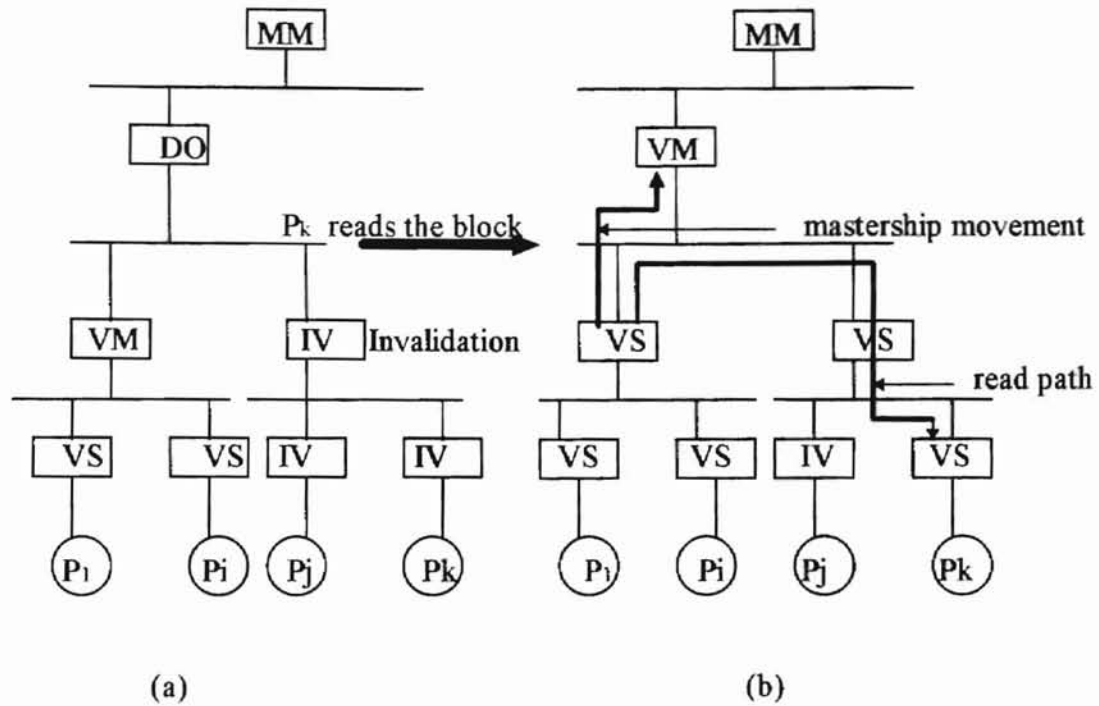 MM
MM
DO
VM
Pk reads the block
mastership movement
VM
IV Invalidation
VS
VS
read path
VS
VS
IV
IV
VS
VS
IV
VS
P1
Pi
Pj
Pk
P1
Pi
Pj
Pk
(a)
(b)